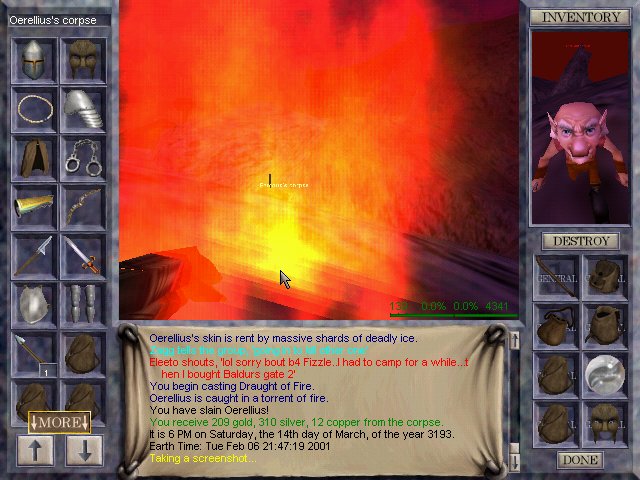 Oerellius's corpse
INVENTORY
DESTROY
Oerellius's skin is rent by massive shards of deadly ice.
Eleeto shouts, 'lol sorry bout b4 Fizzle..I had to camp for a while...t
hen I bought Baldurs gate 2'
You begin casting Draught of Fire.
Oerellius is caught in a torrent of fire.
You have slain Oerellius!
You receive 209 gold, 310 silver, 12 copper from the corpse.
It is 6 PM on Saturday, the 14th day of March, of the year 3193.
Earth Time: Tue Feb 06 21:47:19 2001
Taking a screenshot...
0.0% 0.0% 4341
1
MORE
GENERAL
DONE